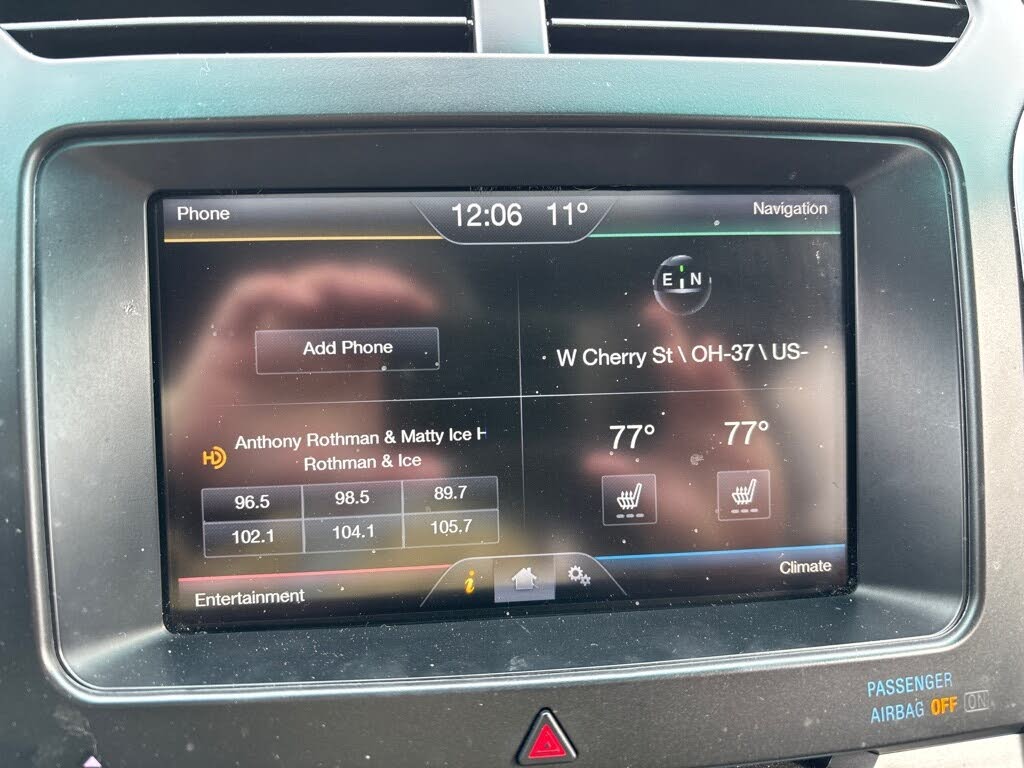 Phone
12:06 11°
Navigation
E N
Add Phone
W Cherry St \ OH-37 \ US-
Anthony Rothman & Matty Ice H
HD
Rothman & Ice
77° 77°
96.5 98.5 89.7
102.1 104.1 105.7
Entertainment
i
Climate
PASSENGER
AIRBAG OFF ON